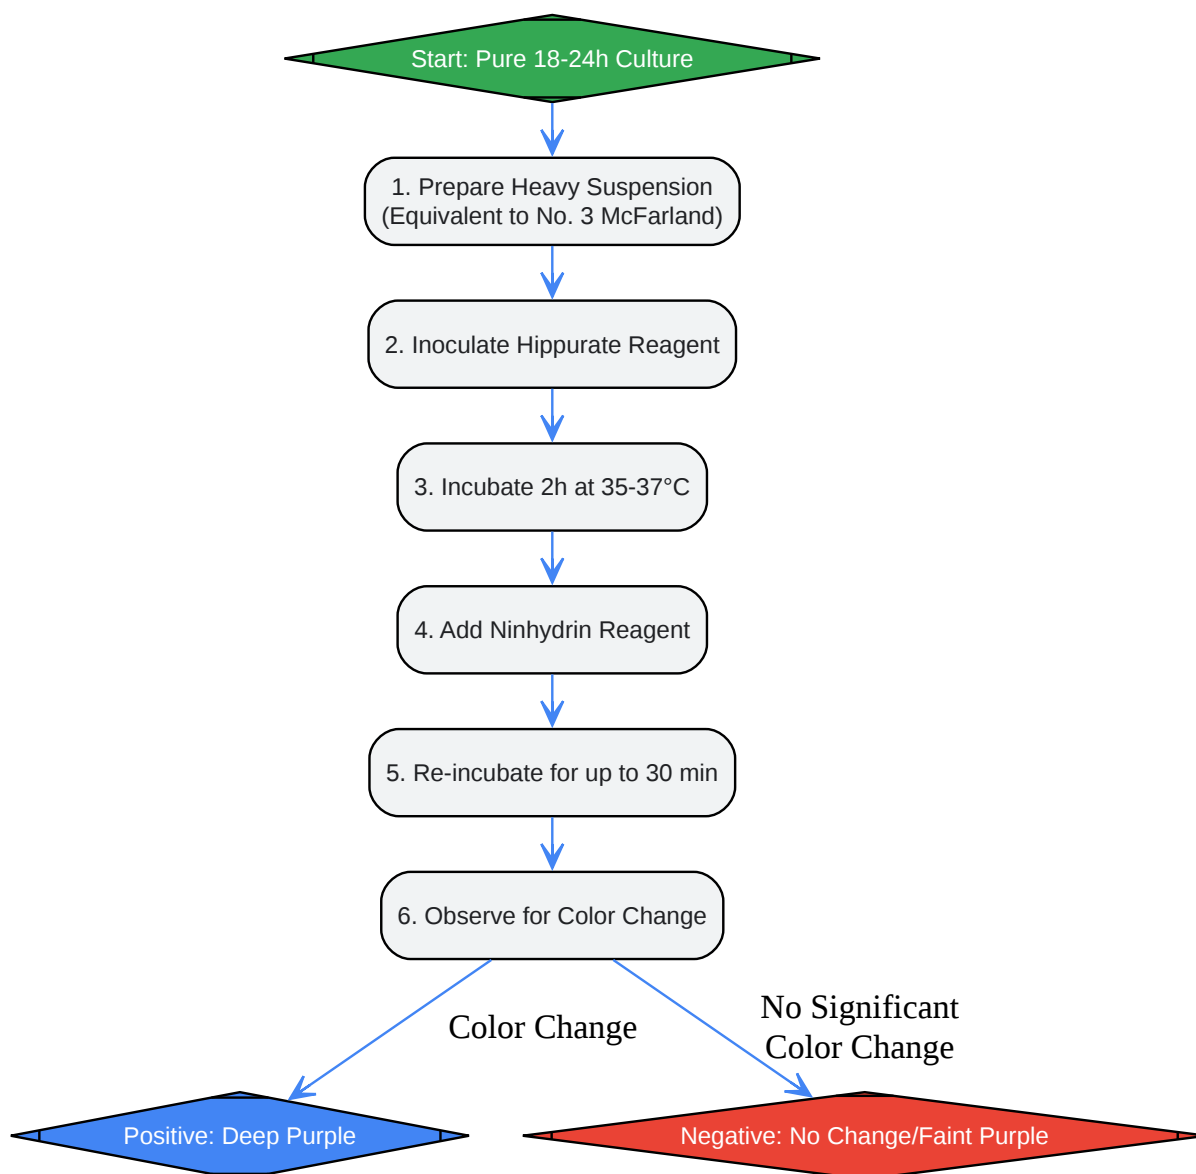 Start: Pure 18-24h Culture
1. Prepare Heavy Suspension
(Equivalent to No. 3 McFarland)
2. Inoculate Hippurate Reagent
3. Incubate 2h at 35-37°C
4. Add Ninhydrin Reagent
5. Re-incubate for up to 30 min
6. Observe for Color Change
Color Change
No Significant
Color Change
Positive: Deep Purple
Negative: No Change/Faint Purple